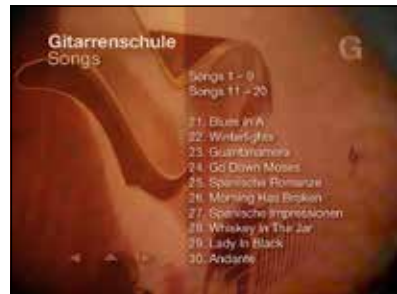 Gitarrenschule
Songs
G
Songs 1 – 9
Songs 11 – 20
21. Blues in A
22. Winterlights
23. Guantanamera
24. Go Down Moses
25. Spanische Romanze
26. Morning Has Broken
27. Spanische Impressionen
28. Whiskey In The Jar
29. Lady In Black
30. Andante